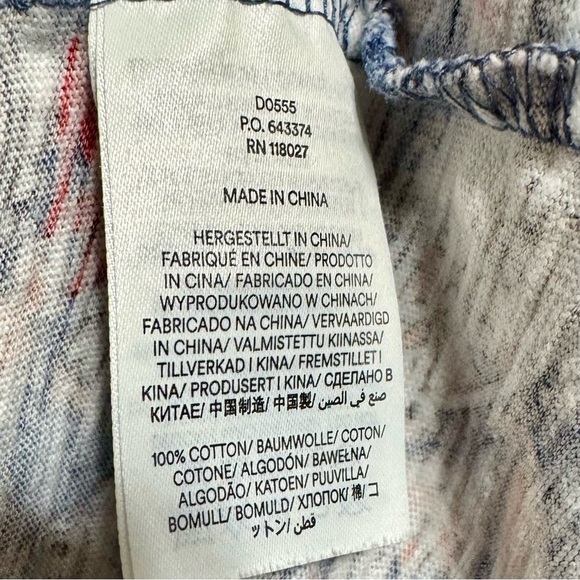 D0555
P.O. 643374
RN 118027
MADE IN CHINA
HERGESTELLT IN CHINA/
FABRIQUÉ EN CHINE/ PRODOTTO
IN CINA/ FABRICADO EN CHINA/
WYPRODUKOWANO W CHINACH/
FABRICADO NA CHINA/ VERVAARDIGD
IN CHINA/ VALMISTETTU KIINASSA/
TILLVERKAD I KINA/ FREMSTILLET I
KINA/ PRODUSERT I KINA/ СДЕЛАНО В
КИТАЕ/ 中国制造/ 中国製/ صنع في الصين/
100% COTTON/ BAUMWOLLE/ COTON/
COTONE/ ALGODÓN/ BAWEŁNA/
ALGODÃO/ KATOEN/ PUUVILLA/
BOMULL/ BOMULD/ ХЛОПОК/ 棉/ コ
ットン/ قطن/